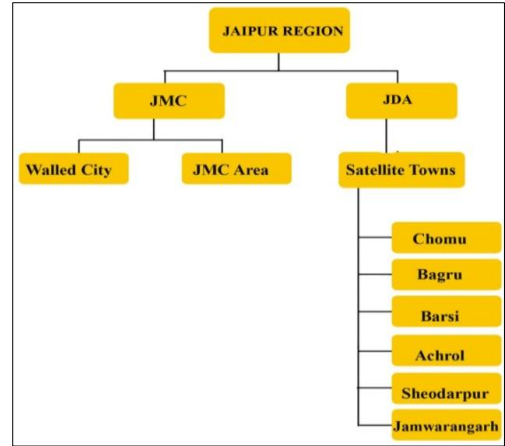 JAIPUR REGION
JMC
JDA
Walled City
JMC Area
Satellite Towns
Chomu
Bagru
Barsi
Achrol
Sheodarpur
Jamwarangarh